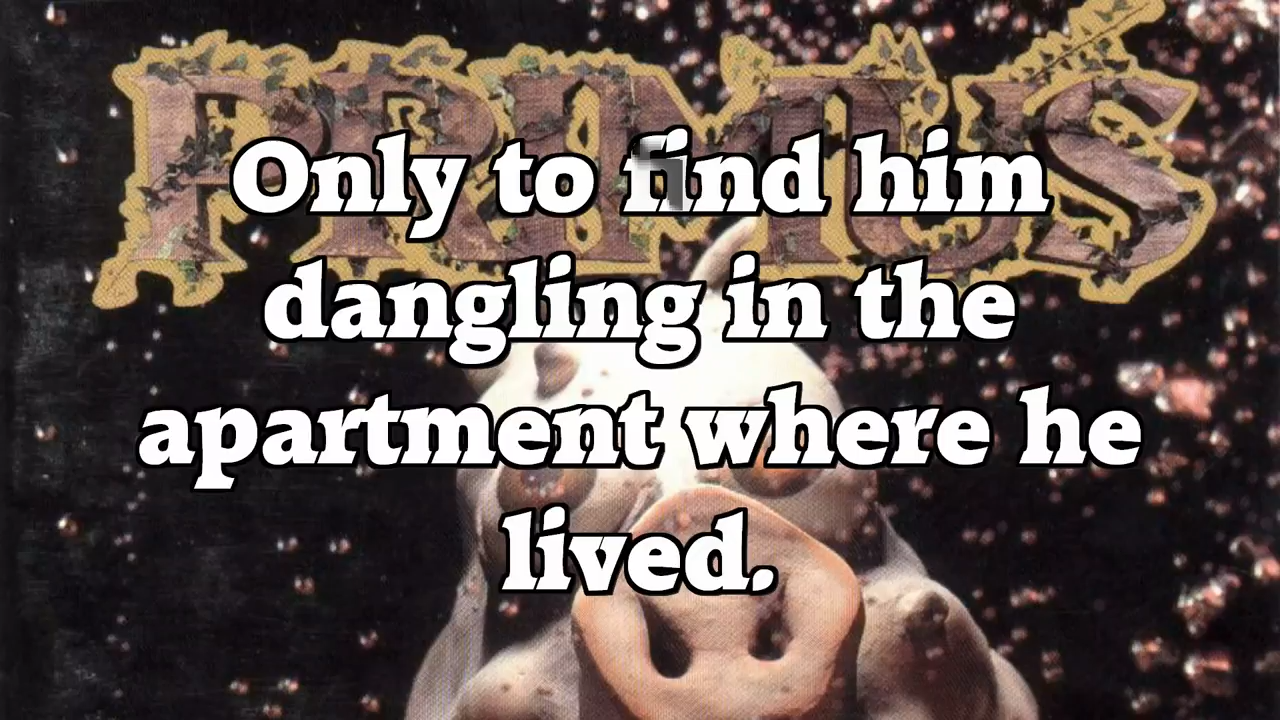 PRIMUS
Only to find him
dangling in the
apartment where he
lived.